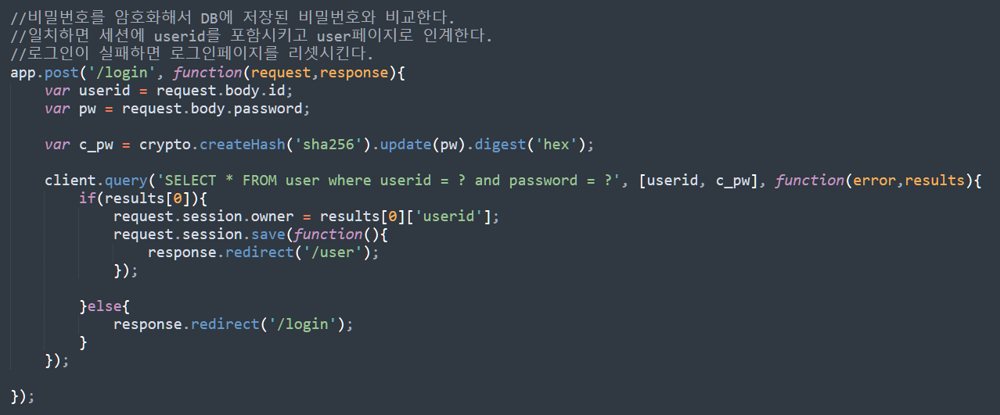 //비밀번호를 암호화해서 DB에 저장된 비밀번호와 비교한다.
//일치하면 세션에 userid를 포함시키고 user페이지로 인계한다.
//로그인이 실패하면 로그인페이지를 리셋시킨다.
app.post('/login', function(request,response){
    var userid = request.body.id;
    var pw = request.body.password;

    var c_pw = crypto.createHash('sha256').update(pw).digest('hex');

    client.query('SELECT * FROM user where userid = ? and password = ?', [userid, c_pw], function(error,results){
        if(results[0]){
            request.session.owner = results[0]['userid'];
            request.session.save(function(){
                response.redirect('/user');
            });

        }else{
            response.redirect('/login');
        }
    });

});